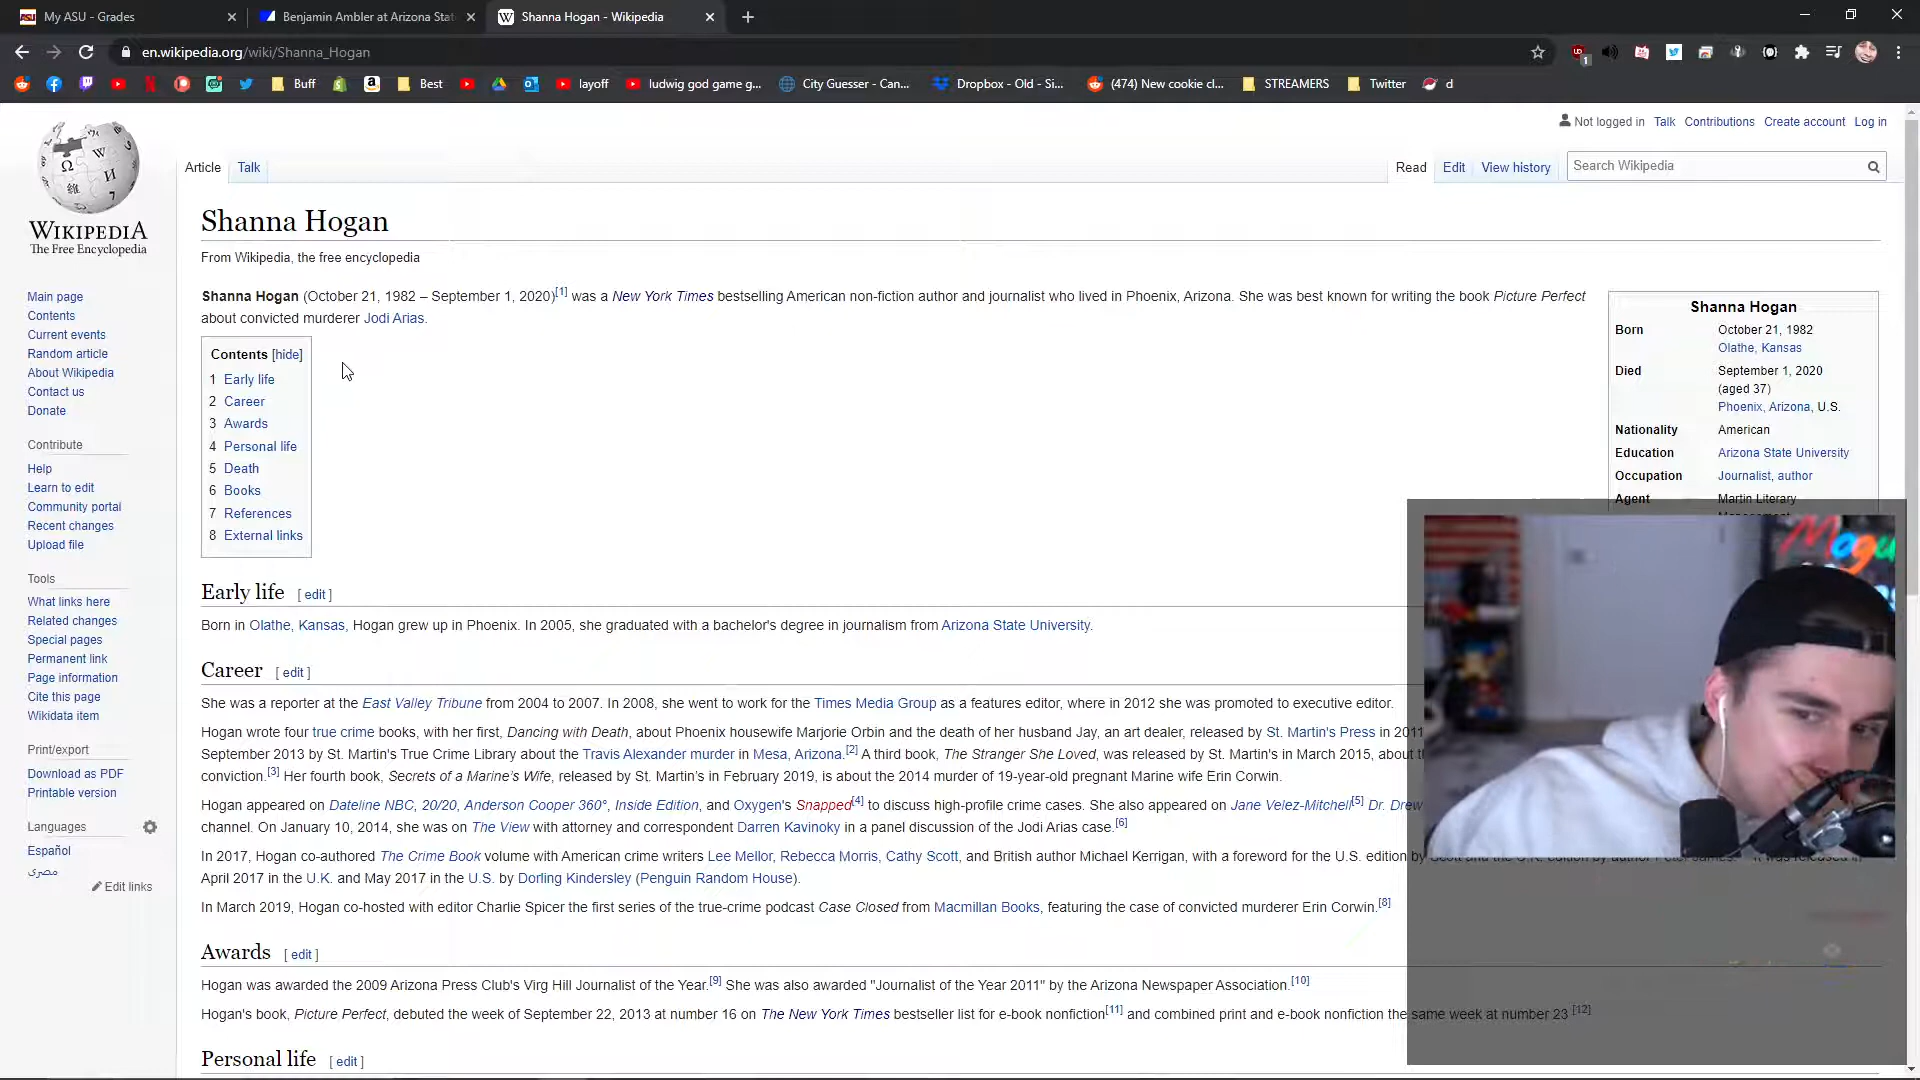 My ASU - Grades
Benjamin Ambler at Arizona Stat
Shanna Hogan - Wikipedia
en.wikipedia.org/wiki/Shanna_Hogan
Buff
Best
layoff
ludwig god game g...
City Guesser - Can...
Dropbox - Old - Si...
(474) New cookie cl...
STREAMERS
Twitter
d
Not logged in Talk Contributions Create account Log in
Article Talk
Read Edit View history Search Wikipedia
WIKIPEDIA
The Free Encyclopedia
Main page
Contents
Current events
Random article
About Wikipedia
Contact us
Donate
Contribute
Help
Learn to edit
Community portal
Recent changes
Upload file
Tools
What links here
Related changes
Special pages
Permanent link
Page information
Cite this page
Wikidata item
Print/export
Download as PDF
Printable version
Languages
Español
مصرى
Edit links
Shanna Hogan
From Wikipedia, the free encyclopedia
Shanna Hogan (October 21, 1982 – September 1, 2020)[1] was a New York Times bestselling American non-fiction author and journalist who lived in Phoenix, Arizona. She was best known for writing the book Picture Perfect
about convicted murderer Jodi Arias.
Contents [hide]
1 Early life
2 Career
3 Awards
4 Personal life
5 Death
6 Books
7 References
8 External links
Shanna Hogan
Born October 21, 1982
Olathe, Kansas
Died September 1, 2020
(aged 37)
Phoenix, Arizona, U.S.
Nationality American
Education Arizona State University
Occupation Journalist, author
Agent Martin Literary
Early life [ edit ]
Born in Olathe, Kansas, Hogan grew up in Phoenix. In 2005, she graduated with a bachelor's degree in journalism from Arizona State University.
Career [ edit ]
She was a reporter at the East Valley Tribune from 2004 to 2007. In 2008, she went to work for the Times Media Group as a features editor, where in 2012 she was promoted to executive editor.
Hogan wrote four true crime books, with her first, Dancing with Death, about Phoenix housewife Marjorie Orbin and the death of her husband Jay, an art dealer, released by St. Martin's Press in 2011
September 2013 by St. Martin's True Crime Library about the Travis Alexander murder in Mesa, Arizona.[2] A third book, The Stranger She Loved, was released by St. Martin's in March 2015, about t
conviction.[3] Her fourth book, Secrets of a Marine's Wife, released by St. Martin's in February 2019, is about the 2014 murder of 19-year-old pregnant Marine wife Erin Corwin.
Hogan appeared on Dateline NBC, 20/20, Anderson Cooper 360°, Inside Edition, and Oxygen's Snapped[4] to discuss high-profile crime cases. She also appeared on Jane Velez-Mitchell[5] Dr. Drew
channel. On January 10, 2014, she was on The View with attorney and correspondent Darren Kavinoky in a panel discussion of the Jodi Arias case.[6]
In 2017, Hogan co-authored The Crime Book volume with American crime writers Lee Mellor, Rebecca Morris, Cathy Scott, and British author Michael Kerrigan, with a foreword for the U.S. edition by
April 2017 in the U.K. and May 2017 in the U.S. by Dorling Kindersley (Penguin Random House).
In March 2019, Hogan co-hosted with editor Charlie Spicer the first series of the true-crime podcast Case Closed from Macmillan Books, featuring the case of convicted murderer Erin Corwin.[8]
Awards [ edit ]
Hogan was awarded the 2009 Arizona Press Club's Virg Hill Journalist of the Year.[9] She was also awarded "Journalist of the Year 2011" by the Arizona Newspaper Association.[10]
Hogan's book, Picture Perfect, debuted the week of September 22, 2013 at number 16 on The New York Times bestseller list for e-book nonfiction[11] and combined print and e-book nonfiction the same week at number 23 [12]
Personal life [ edit ]